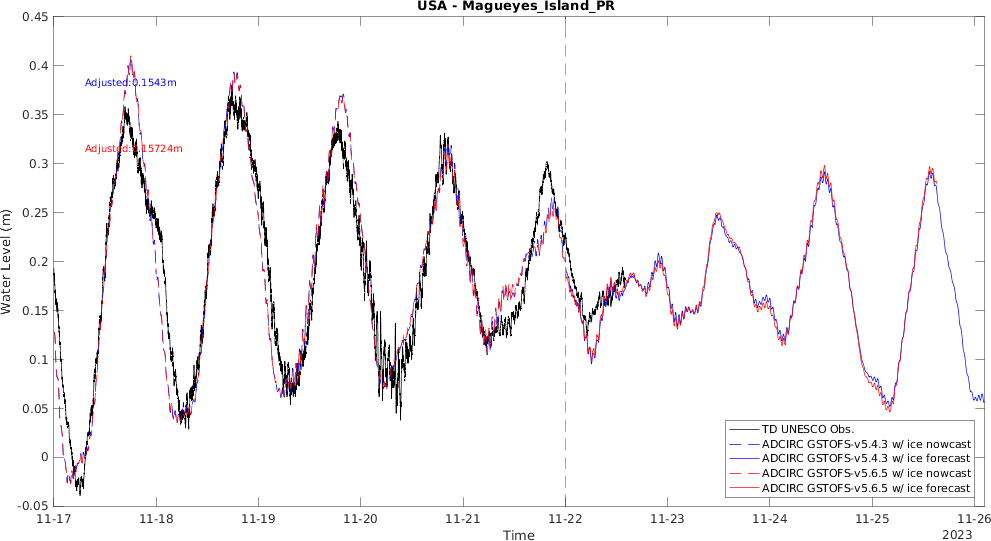 USA - Magueyes_Island_PR
0.45
0.4
0.35
0.3
0.25
0.2
0.15
0.1
0.05
0
-0.05
Water Level (m)
Adjusted:0.1543m
Adjusted:0.15724m
TD UNESCO Obs.
ADCIRC GSTOFS-v5.4.3 w/ ice nowcast
ADCIRC GSTOFS-v5.4.3 w/ ice forecast
ADCIRC GSTOFS-v5.6.5 w/ ice nowcast
ADCIRC GSTOFS-v5.6.5 w/ ice forecast
11-17 11-18 11-19 11-20 11-21 11-22 11-23 11-24 11-25 11-26
Time
2023